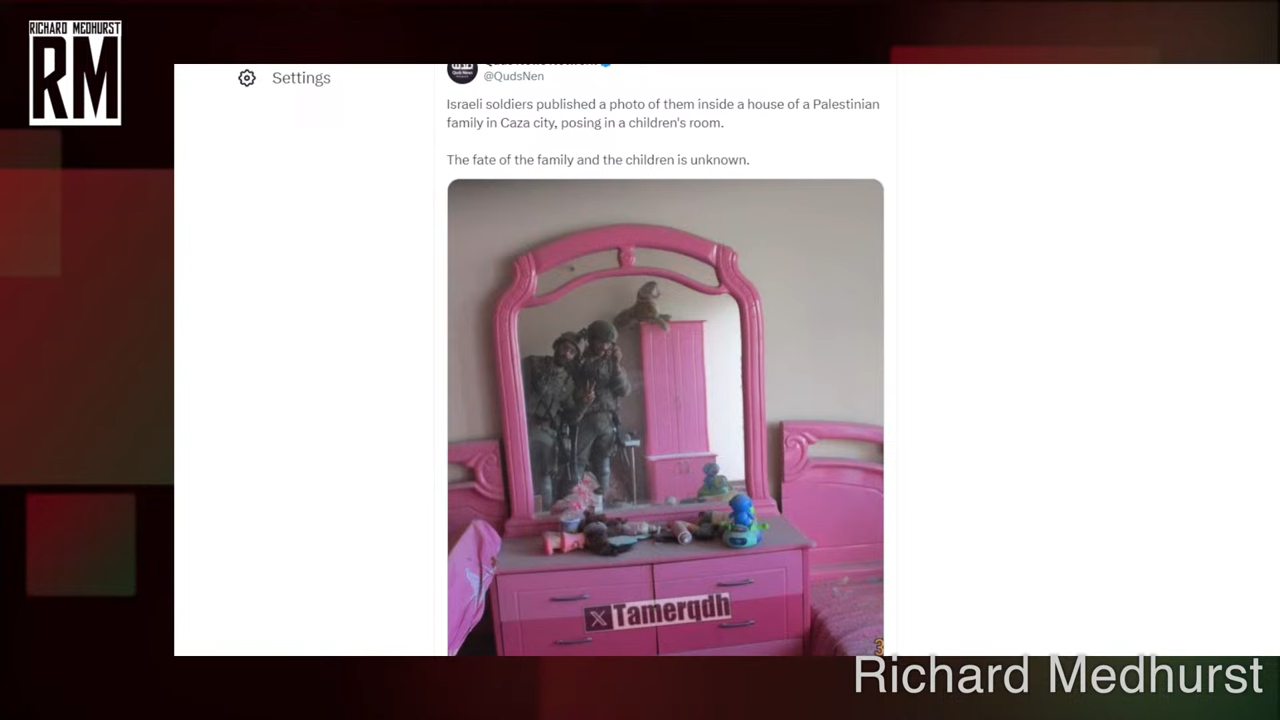 RICHARD MEDHURST
RM
Settings
@QudsNen
Israeli soldiers published a photo of them inside a house of a Palestinian
family in Caza city, posing in a children's room.
The fate of the family and the children is unknown.
X Tamerqdh
3
Richard Medhurst